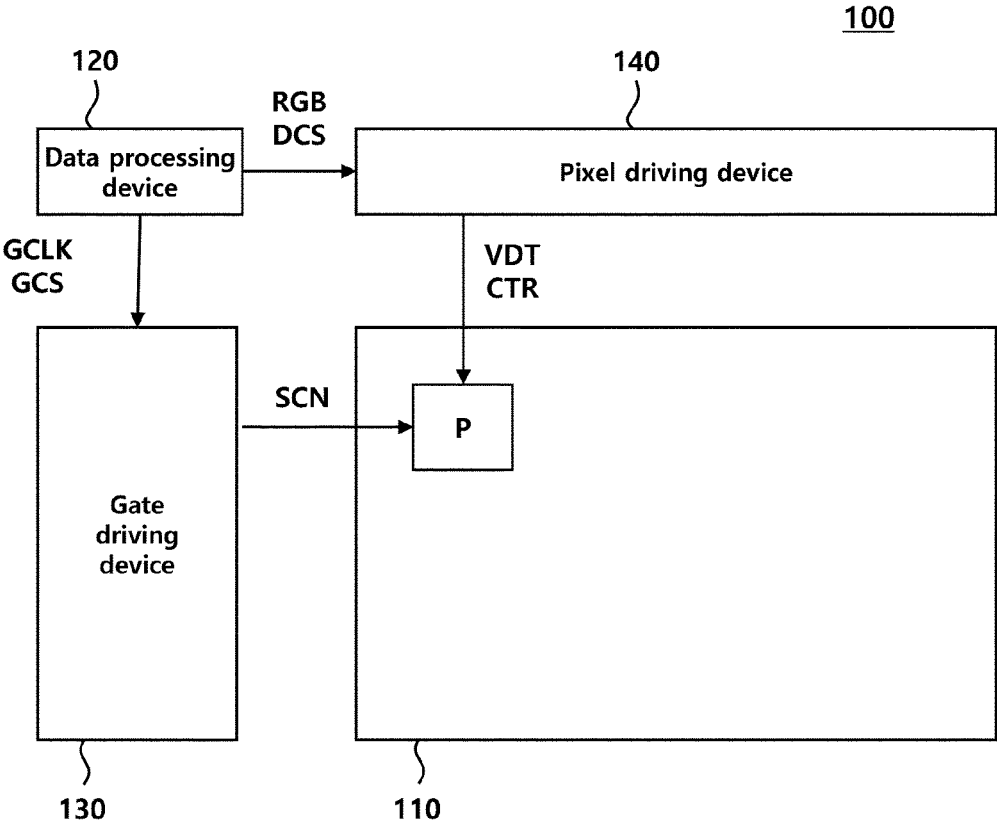 100
120
140
RGB
DCS
Data processing
device
Pixel driving device
GCLK
GCS
VDT
CTR
SCN
P
Gate
driving
device
130
110